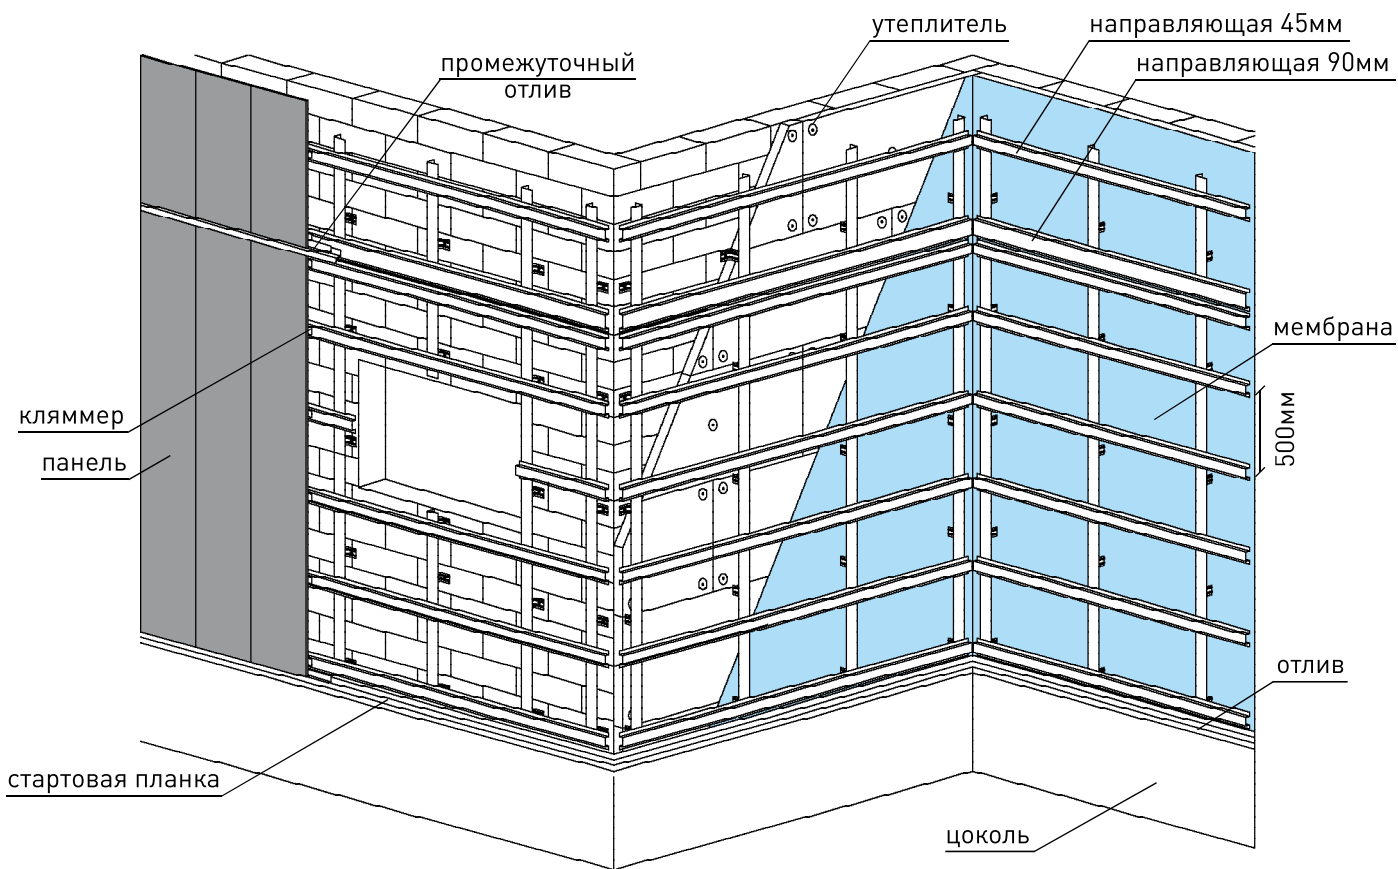 утеплитель
направляющая 45мм
промежуточный
отлив
направляющая 90мм
мембрана
кляммер
500мм
панель
отлив
стартовая планка
цоколь